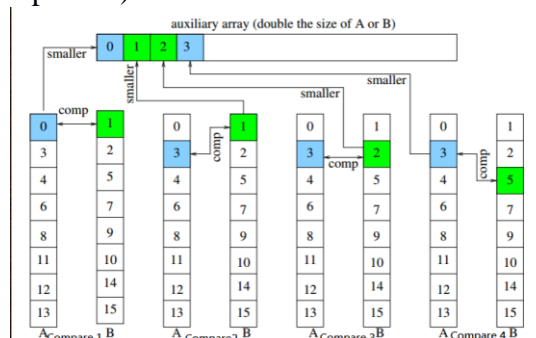 auxiliary array (double the size of A or B)
0 1 2 3
smaller
smaller
smaller
smaller
comp
comp
comp
comp
0 1 0 1 0 1 0 1
3 2 3 2 3 2 3 2
4 5 4 5 4 5 4 5
6 7 6 7 6 7 6 7
8 9 8 9 8 9 8 9
11 10 11 10 11 10 11 10
12 14 12 14 12 14 12 14
13 15 13 15 13 15 13 15
A Compare 1 B A Compare2 B A Compare 3 B A Compare 4 B